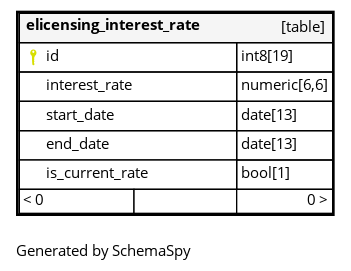 elicensing_interest_rate [table]
id int8[19]
interest_rate numeric[6,6]
start_date date[13]
end_date date[13]
is_current_rate bool[1]
< 0 0 >
Generated by SchemaSpy